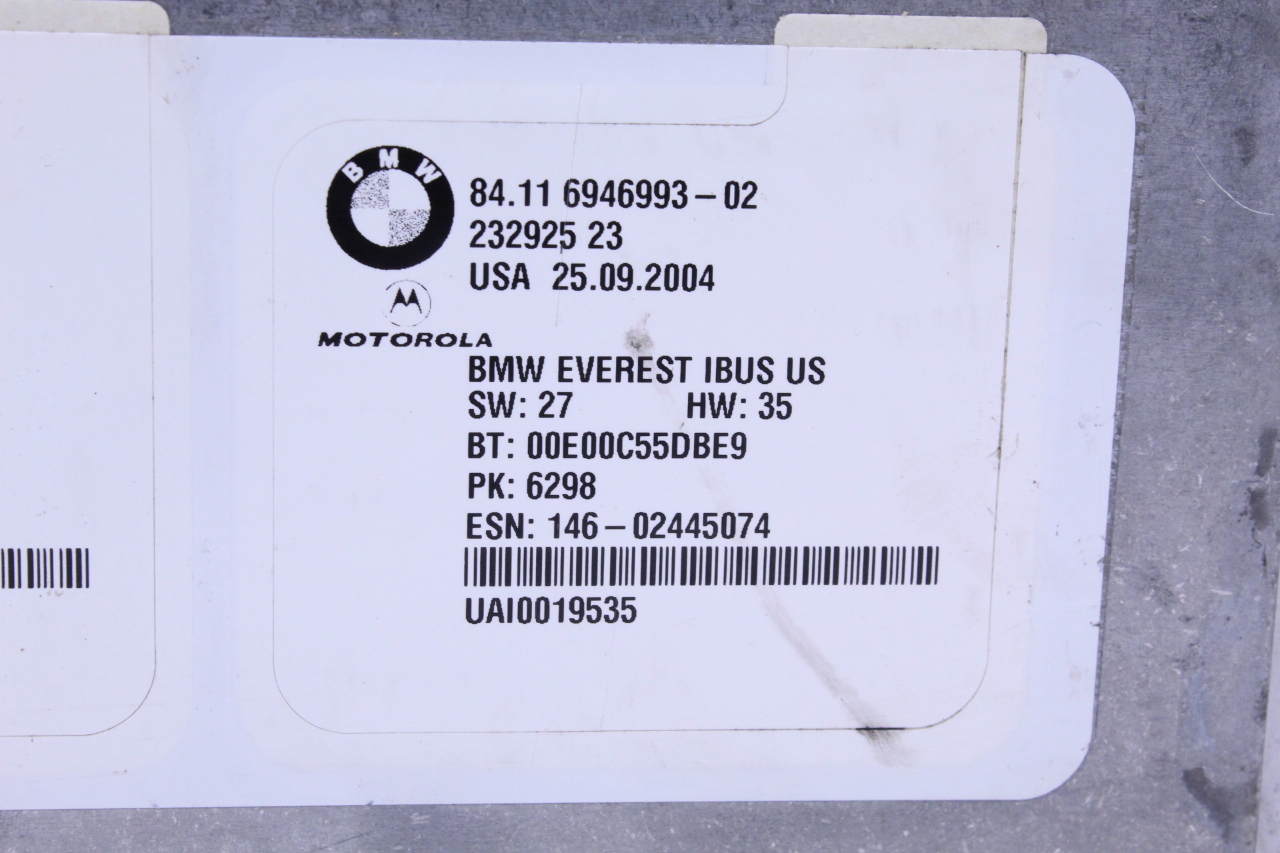 BMW
84.11 6946993-02
232925 23
USA 25.09.2004
MOTOROLA
BMW EVEREST IBUS US
SW: 27 HW: 35
BT: 00E00C55DBE9
PK: 6298
ESN: 146-02445074
UAI0019535